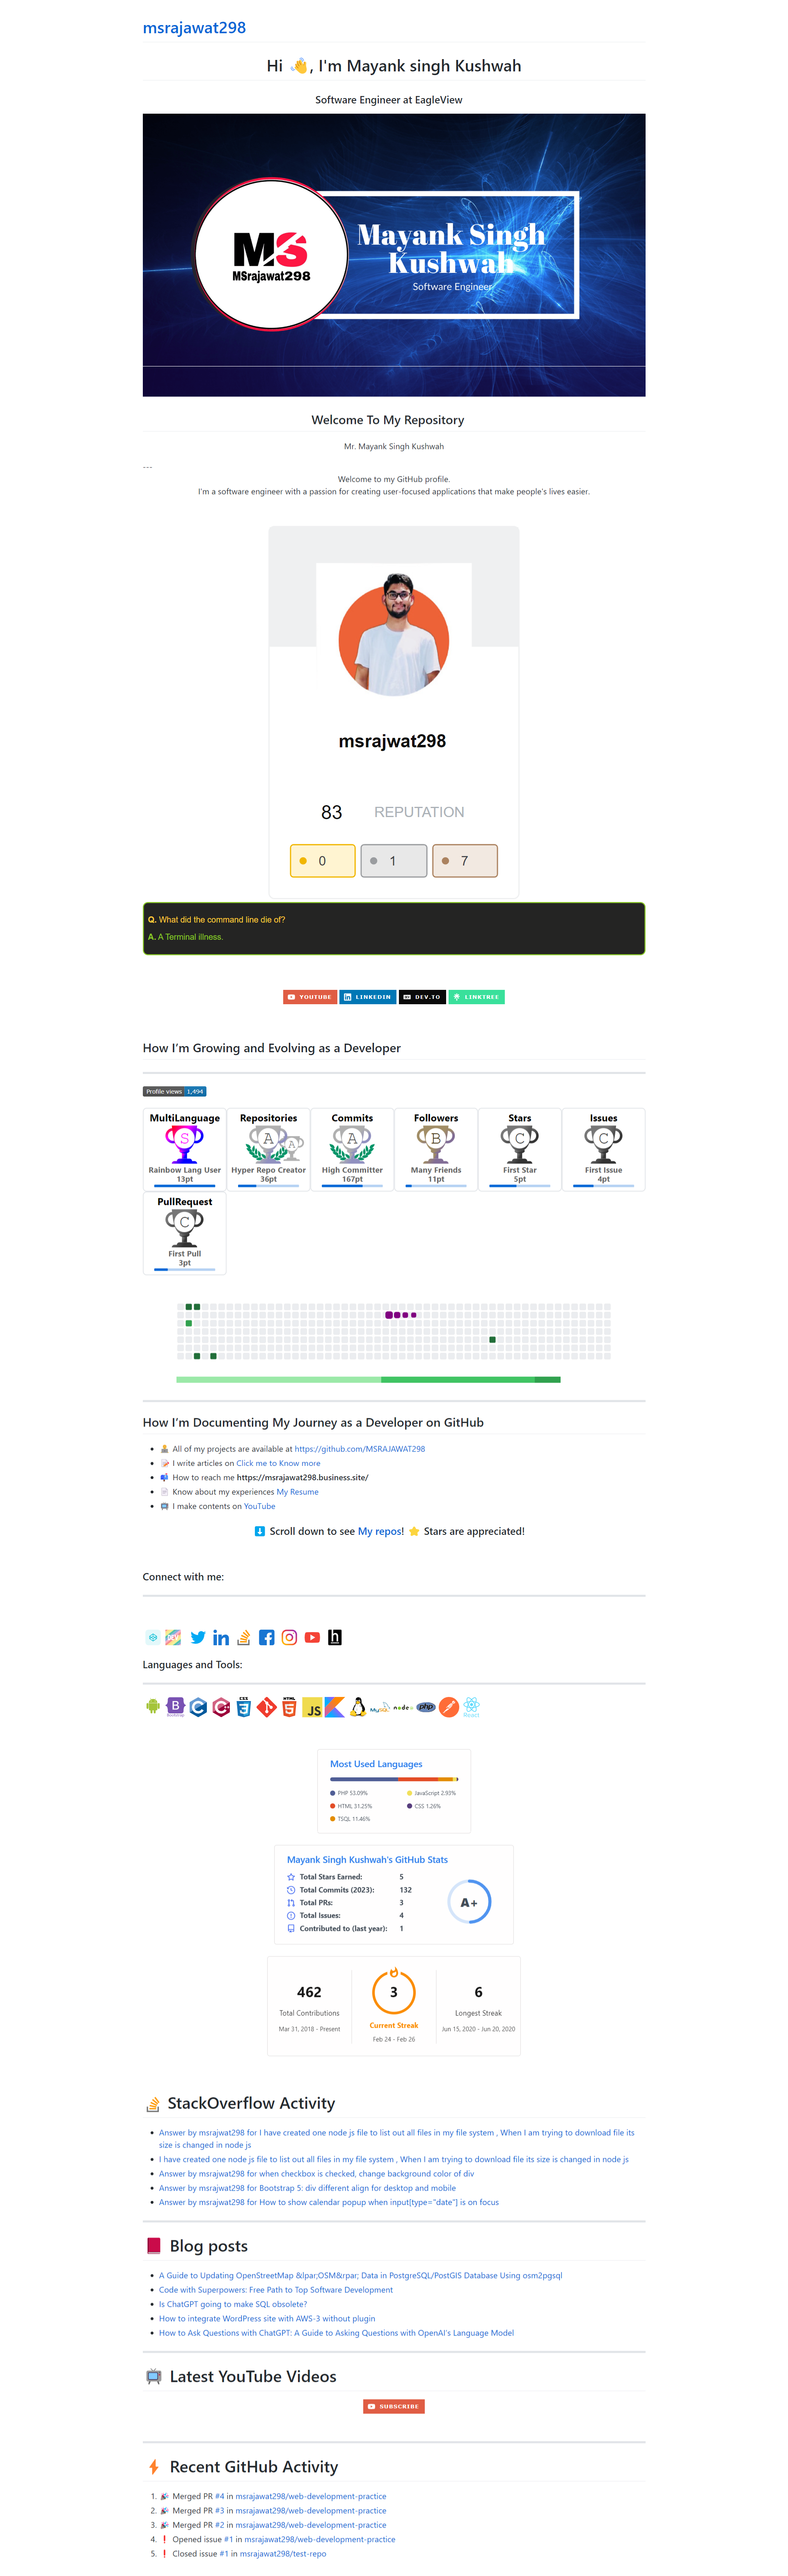 msrajawat298
Hi 👋, I'm Mayank singh Kushwah
Software Engineer at EagleView
MS
MSrajawat298
Mayank Singh
Kushwah
Software Engineer
Welcome To My Repository
Mr. Mayank Singh Kushwah
---
Welcome to my GitHub profile.
I'm a software engineer with a passion for creating user-focused applications that make people's lives easier.
msrajwat298
83 REPUTATION
0 1 7
Q. What did the command line die of?
A. A Terminal illness.
YOUTUBE LINKEDIN DEV.TO LINKTREE
How I'm Growing and Evolving as a Developer
Profile views 1,494
MultiLanguage Repositories Commits Followers Stars Issues
S A A A B C C
Rainbow Lang User Hyper Repo Creator High Committer Many Friends First Star First Issue
13pt 36pt 167pt 11pt 5pt 4pt
PullRequest
C
First Pull
3pt
How I'm Documenting My Journey as a Developer on GitHub
All of my projects are available at https://github.com/MSRAJAWAT298
I write articles on Click me to Know more
How to reach me https://msrajawat298.business.site/
Know about my experiences My Resume
I make contents on YouTube
Scroll down to see My repos! ⭐ Stars are appreciated!
Connect with me:
Languages and Tools:
Most Used Languages
PHP 53.09% JavaScript 2.93%
HTML 31.25% CSS 1.26%
TSQL 11.46%
Mayank Singh Kushwah's GitHub Stats
Total Stars Earned: 5
Total Commits (2023): 132
Total PRs: 3
Total Issues: 4
Contributed to (last year): 1
A+
462 3 6
Total Contributions Current Streak Longest Streak
Mar 31, 2018 - Present Feb 24 - Feb 26 Jun 15, 2020 - Jun 20, 2020
StackOverflow Activity
Answer by msrajwat298 for I have created one node js file to list out all files in my file system , When I am trying to download file its
size is changed in node js
I have created one node js file to list out all files in my file system , When I am trying to download file its size is changed in node js
Answer by msrajwat298 for when checkbox is checked, change background color of div
Answer by msrajwat298 for Bootstrap 5: div different align for desktop and mobile
Answer by msrajwat298 for How to show calendar popup when input[type="date"] is on focus
Blog posts
A Guide to Updating OpenStreetMap &lpar;OSM&rpar; Data in PostgreSQL/PostGIS Database Using osm2pgsql
Code with Superpowers: Free Path to Top Software Development
Is ChatGPT going to make SQL obsolete?
How to integrate WordPress site with AWS-3 without plugin
How to Ask Questions with ChatGPT: A Guide to Asking Questions with OpenAI's Language Model
Latest YouTube Videos
SUBSCRIBE
Recent GitHub Activity
1. 🎉 Merged PR #4 in msrajawat298/web-development-practice
2. 🎉 Merged PR #3 in msrajawat298/web-development-practice
3. 🎉 Merged PR #2 in msrajawat298/web-development-practice
4. ❗ Opened issue #1 in msrajawat298/web-development-practice
5. ❗ Closed issue #1 in msrajawat298/test-repo